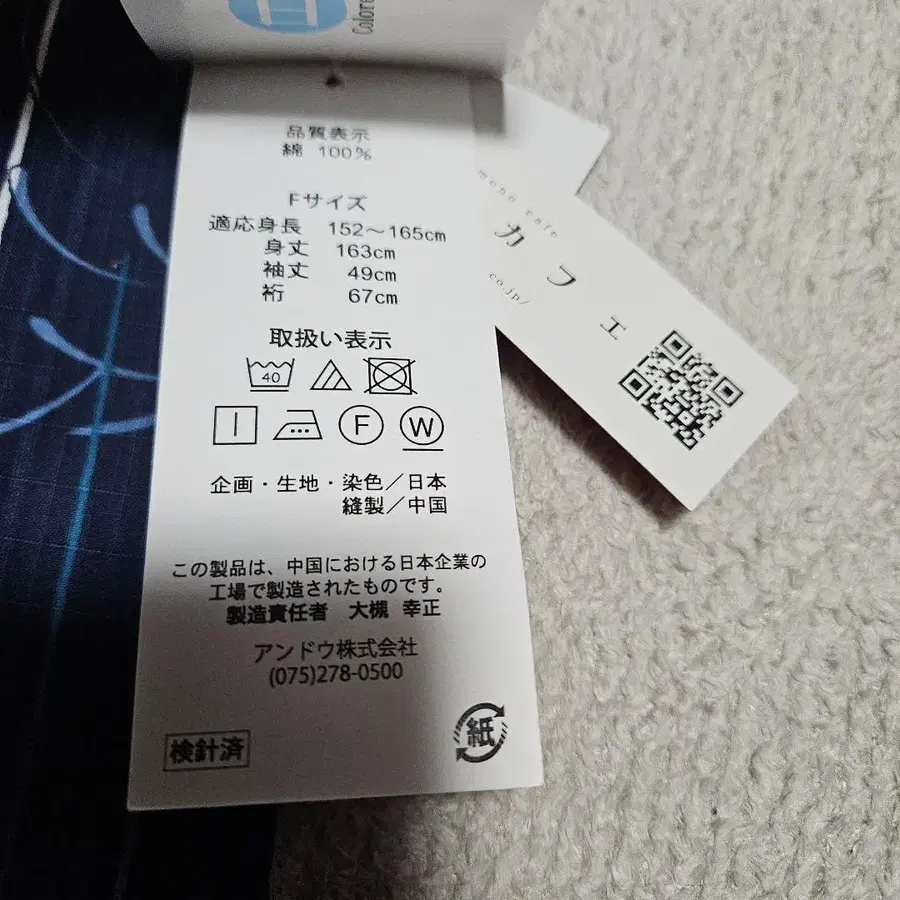 品質表示
綿 100%
Fサイズ
適応身長 152～165cm
身丈 163cm
袖丈 49cm
裄 67cm
取扱い表示
40
F
W
企画・生地・染色／日本
縫製／中国
この製品は、中国における日本企業の
工場で製造されたものです。
製造責任者 大槻 幸正
アンドウ株式会社
(075)278-0500
検針済
紙
cafe
カフェ
co.jp/